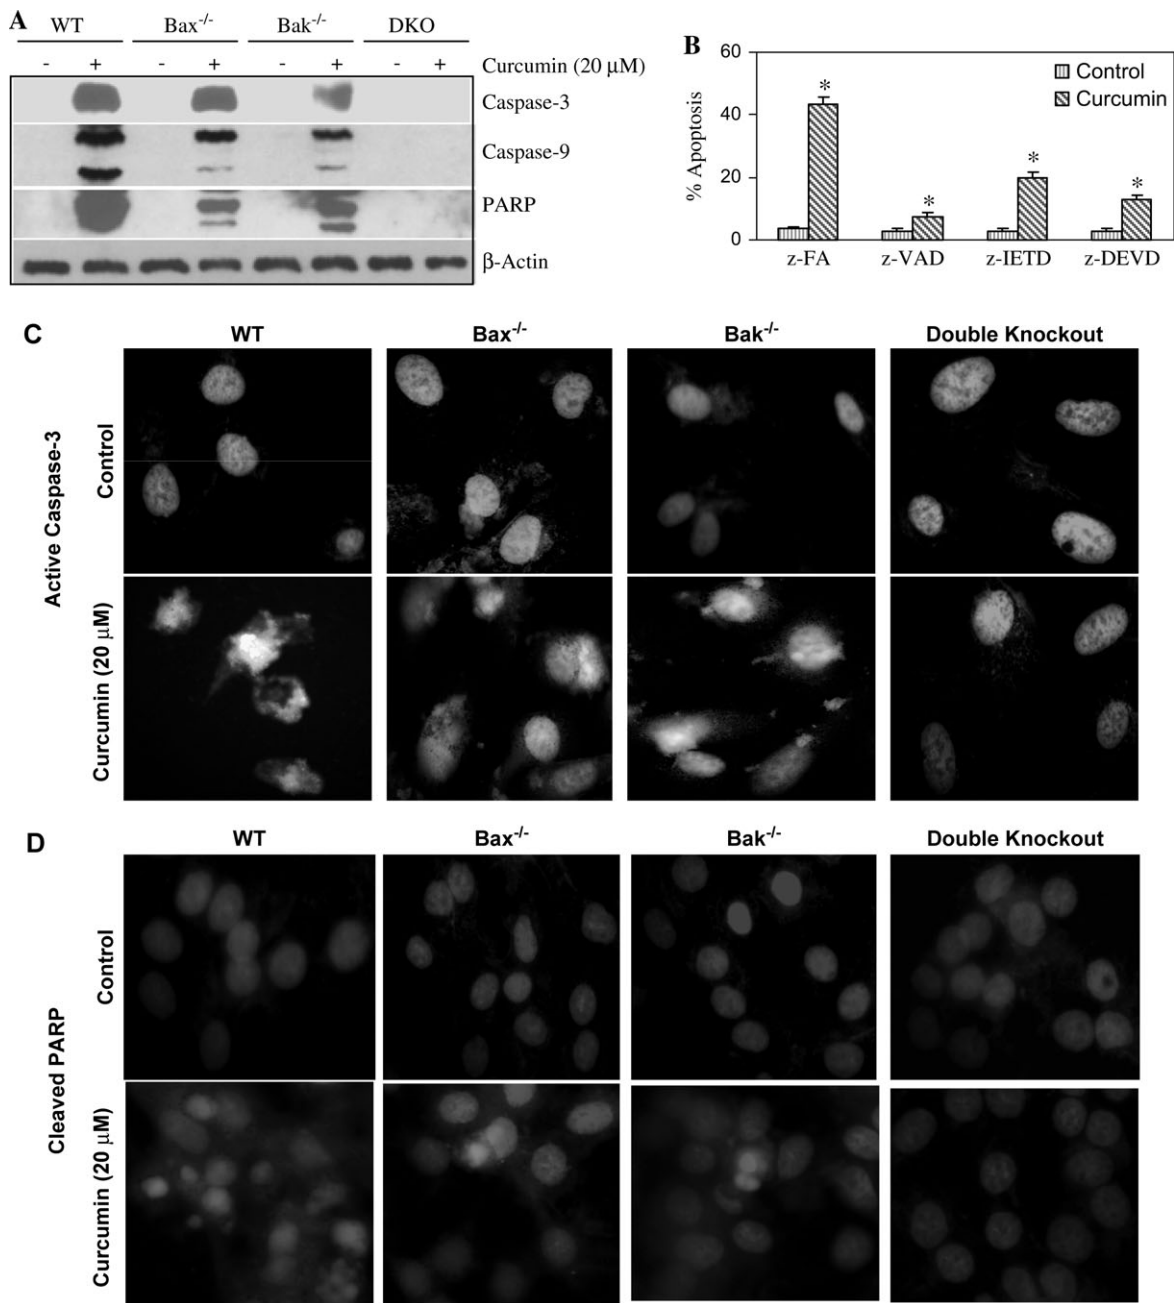 A
WT Bax-/- Bak-/- DKO
- + - + - + - + Curcumin (20 μM)
Caspase-3
Caspase-9
PARP
β-Actin
B
60
40
20
0
% Apoptosis
Control
Curcumin
*
*
*
*
z-FA z-VAD z-IETD z-DEVD
C
WT Bax-/- Bak-/- Double Knockout
Active Caspase-3
Control
Curcumin (20 μM)
D
WT Bax-/- Bak-/- Double Knockout
Cleaved PARP
Control
Curcumin (20 μM)